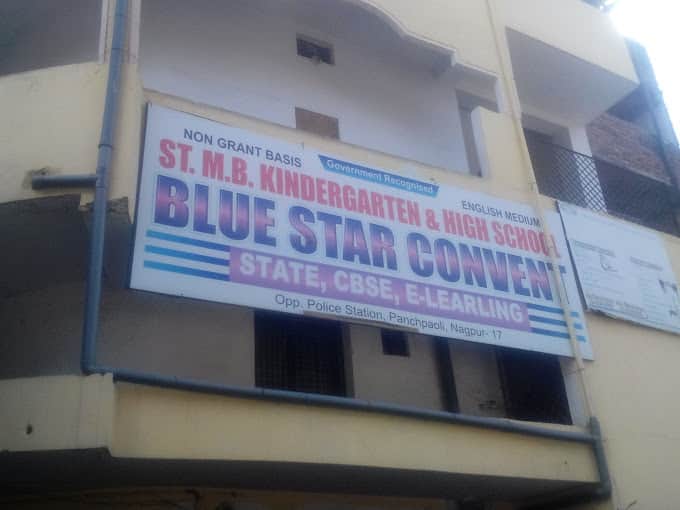 NON GRANT BASIS
Government Recognised
ENGLISH MEDIUM
ST. M.B. KINDERGARTEN & HIGH SCHOOL
BLUE STAR CONVENT
STATE, CBSE, E-LEARLING
Opp. Police Station, Panchpaoli, Nagpur- 17